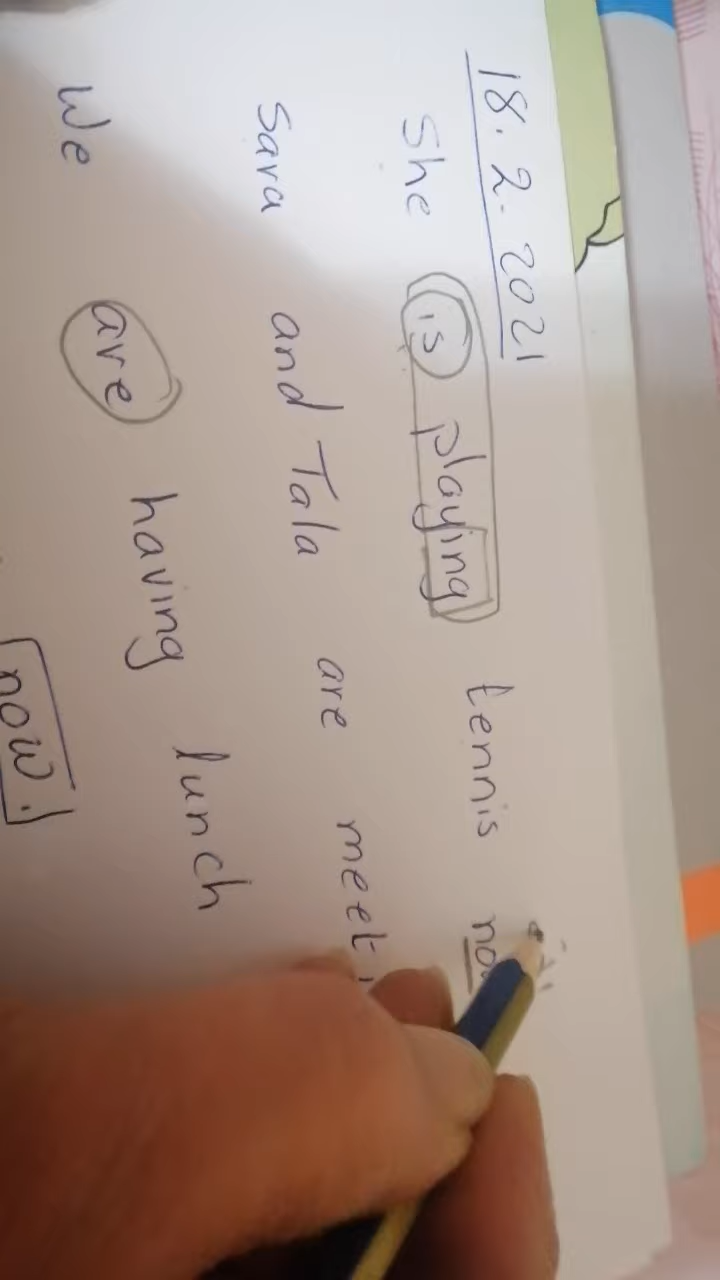 18.2.2021
She is playing tennis
Sara and Tala are
We are having lunch
now.